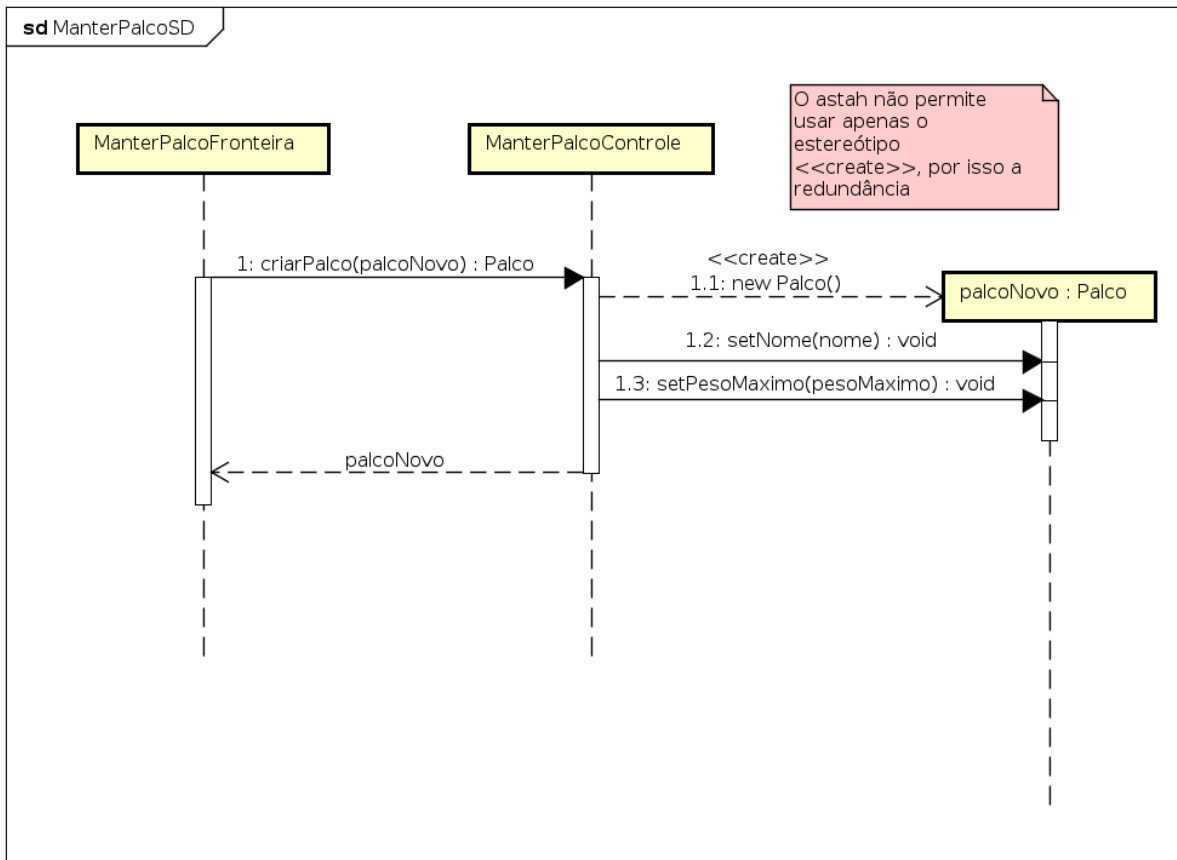 sd ManterPalcoSD
O astah não permite
usar apenas o
estereótipo
<<create>>, por isso a
redundância
ManterPalcoFronteira
ManterPalcoControle
1: criarPalco(palcoNovo) : Palco
<<create>>
1.1: new Palco()
palcoNovo : Palco
1.2: setNome(nome) : void
1.3: setPesoMaximo(pesoMaximo) : void
palcoNovo